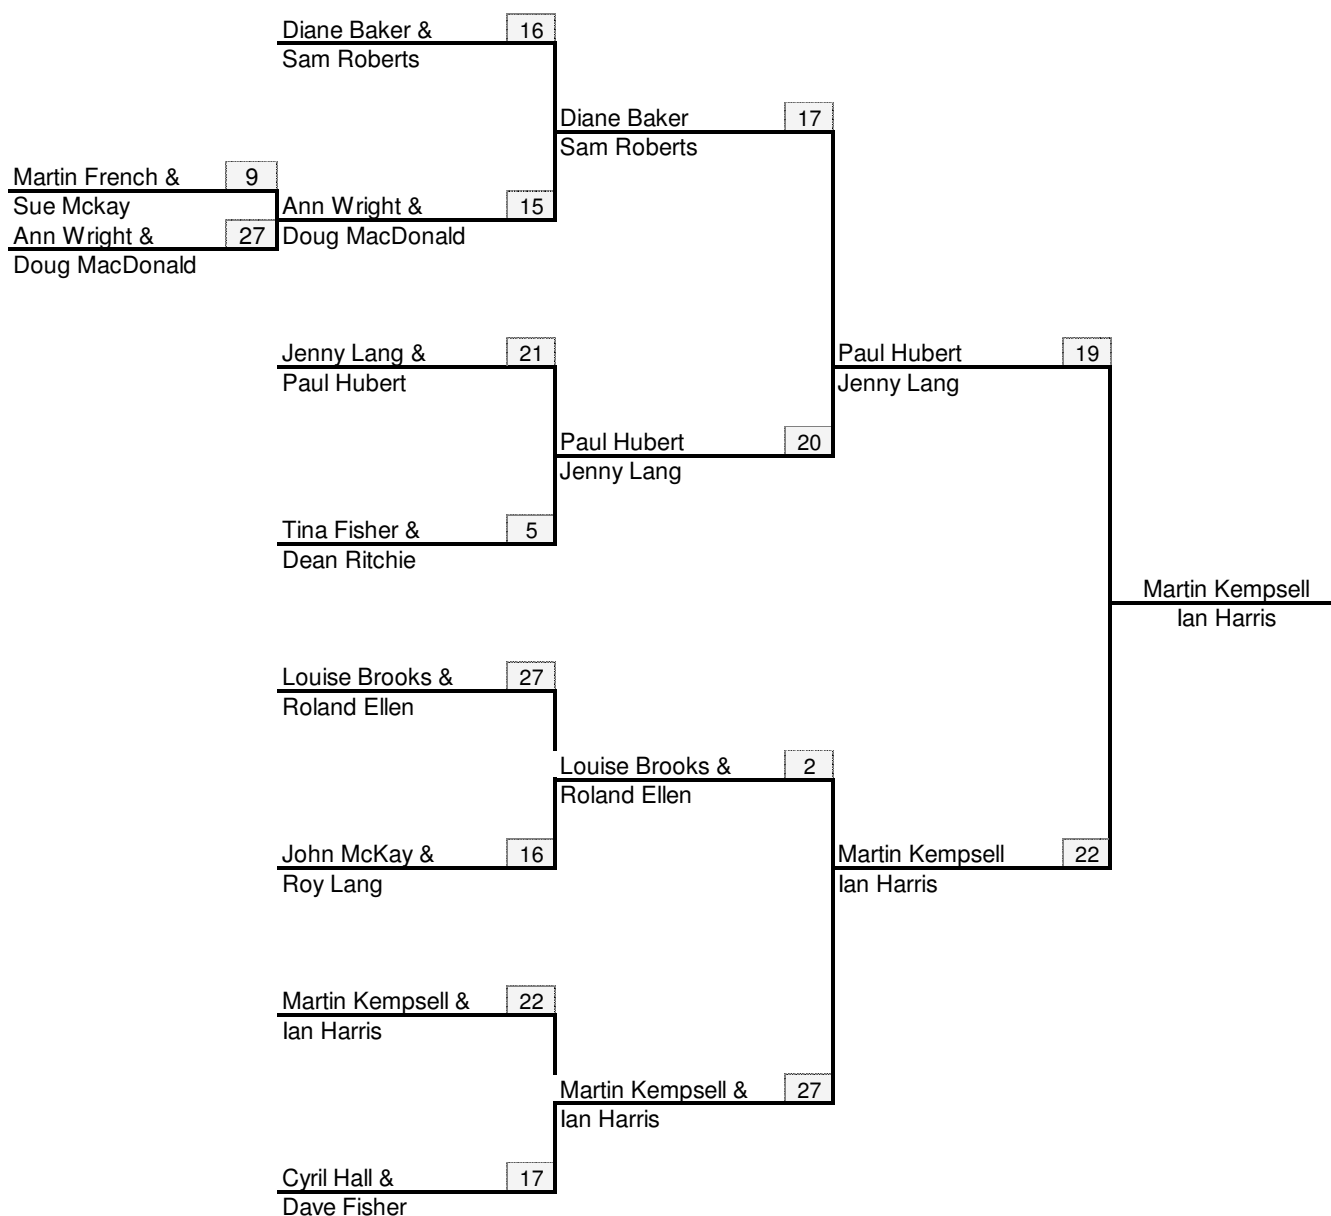 Diane Baker & 16
Sam Roberts
Diane Baker 17
Sam Roberts
Martin French & 9
Sue Mckay
Ann Wright & 15
Doug MacDonald
Ann Wright & 27
Doug MacDonald
Jenny Lang & 21
Paul Hubert
Paul Hubert 19
Jenny Lang
Paul Hubert 20
Jenny Lang
Tina Fisher & 5
Dean Ritchie
Martin Kempsell
Ian Harris
Louise Brooks & 27
Roland Ellen
Louise Brooks & 2
Roland Ellen
John McKay & 16
Roy Lang
Martin Kempsell 22
Ian Harris
Martin Kempsell & 22
Ian Harris
Martin Kempsell & 27
Ian Harris
Cyril Hall & 17
Dave Fisher